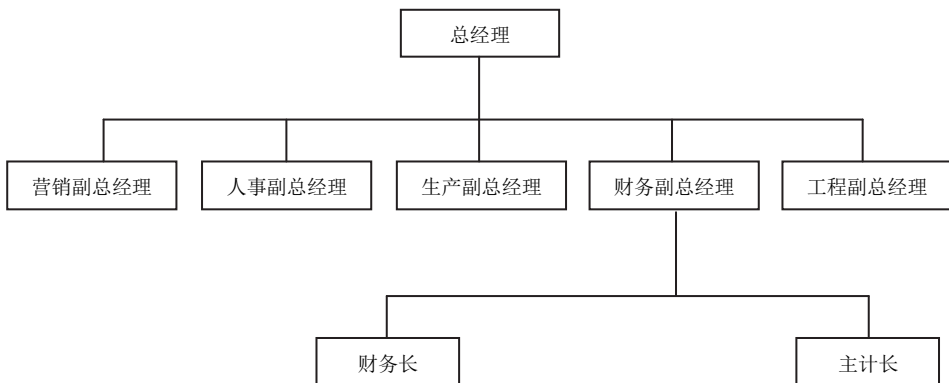 总经理
营销副总经理
人事副总经理
生产副总经理
财务副总经理
工程副总经理
财务长
主计长